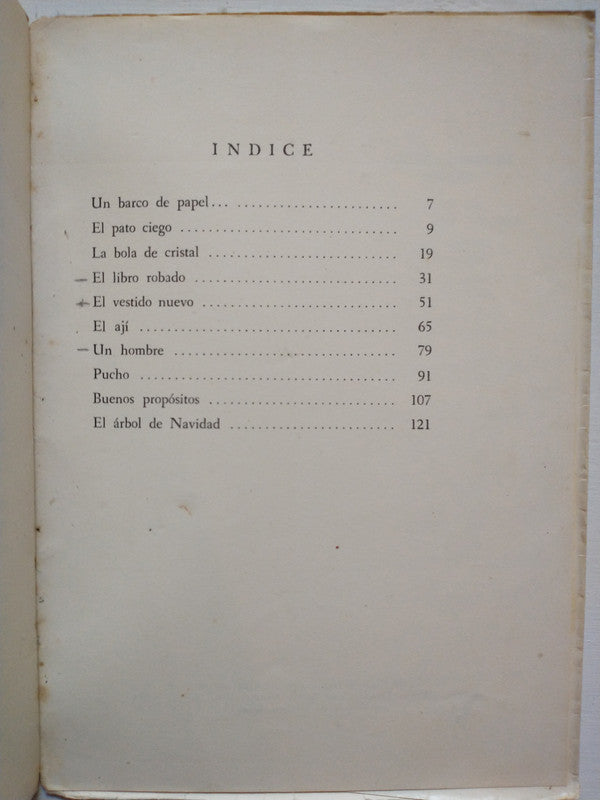 INDICE
Un barco de papel... ....................... 7
El pato ciego ............................... 9
La bola de cristal ........................... 19
El libro robado ............................. 31
El vestido nuevo ............................ 51
El ají ..................................... 65
Un hombre ................................ 79
Pucho ..................................... 91
Buenos propósitos ........................... 107
El árbol de Navidad ........................ 121